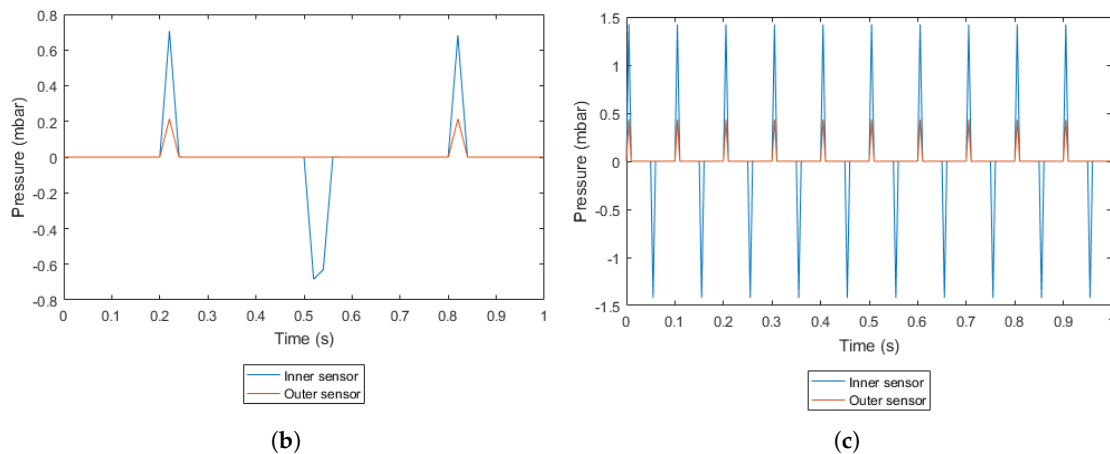 0.8
0.6
0.4
0.2
0
-0.2
-0.4
-0.6
-0.8
Pressure (mbar)
0 0.1 0.2 0.3 0.4 0.5 0.6 0.7 0.8 0.9 1
Time (s)
Inner sensor
Outer sensor
(b)
1.5
1
0.5
0
-0.5
-1
-1.5
Pressure (mbar)
0 0.1 0.2 0.3 0.4 0.5 0.6 0.7 0.8 0.9 1
Time (s)
Inner sensor
Outer sensor
(c)